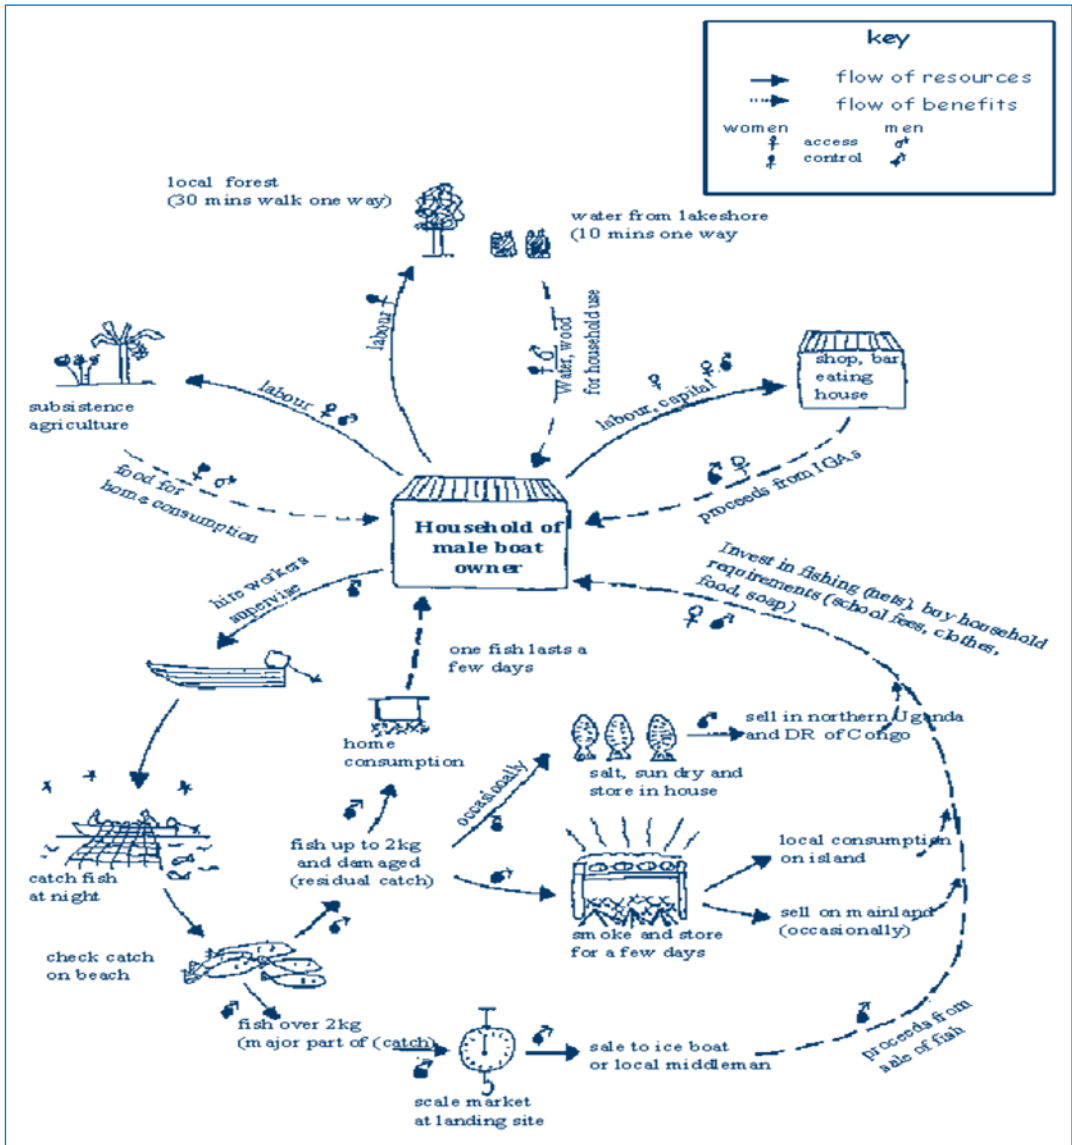 key
flow of resources
flow of benefits
women
men
access
control
local forest
(30 mins walk one way)
water from lakeshore
(10 mins one way
labour
Water, wood
for household use
shop, bar,
eating
house
labour, capital
proceeds from IGAs
subsistence
agriculture
labour
food for
home consumption
Household of
male boat
owner
hire workers
supervise
Invest in fishing (nets), buy household
requirements (school fees, clothes,
food, soap)
one fish lasts a
few days
home
consumption
sell in northern Uganda
and DR of Congo
salt, sun dry and
store in house
occasionally
fish up to 2kg
and damaged
(residual catch)
local consumption
on island
catch fish
at night
sell on mainland
(occasionally)
smoke and store
for a few days
check catch
on beach
fish over 2kg
(major part of (catch)
sale to ice boat
or local middleman
proceeds from
sale of fish
scale market
at landing site